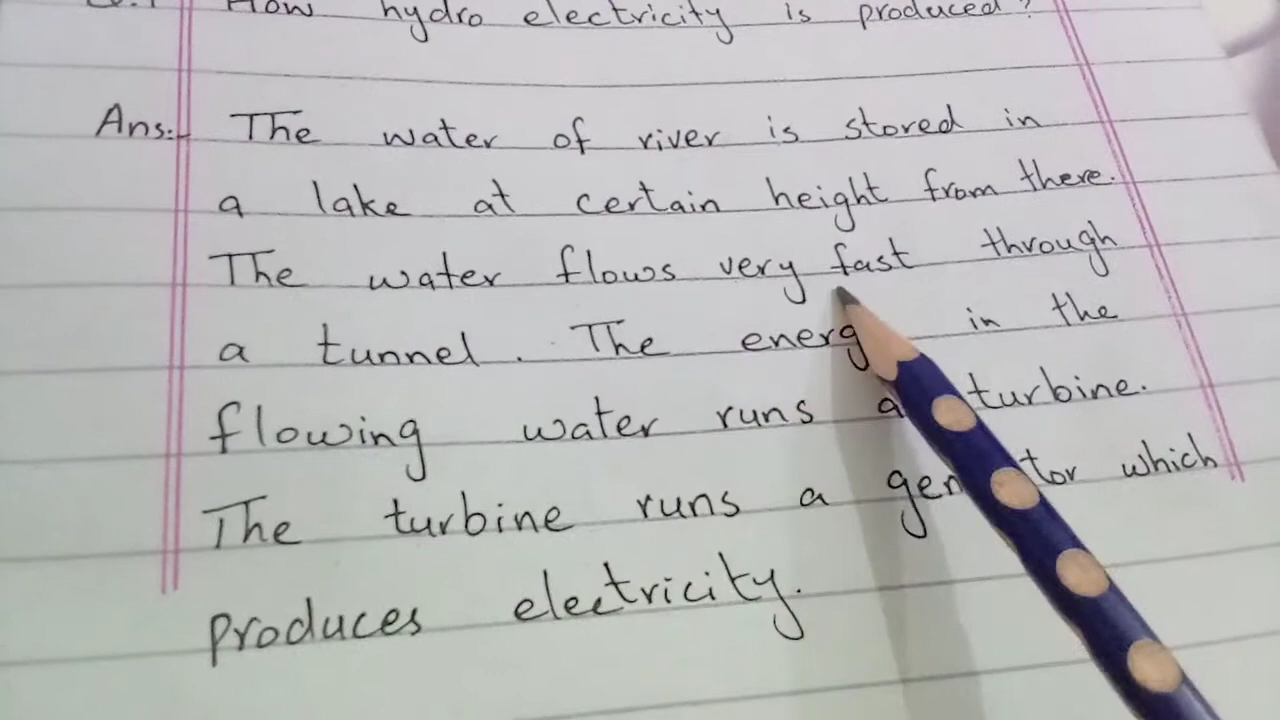 How hydro electricity is produced?
Ans:- The water of river is stored in
a lake at certain height from there.
The water flows very fast through
a tunnel. The in the
flowing water runs a turbine.
The turbine runs a which
produces electricity.